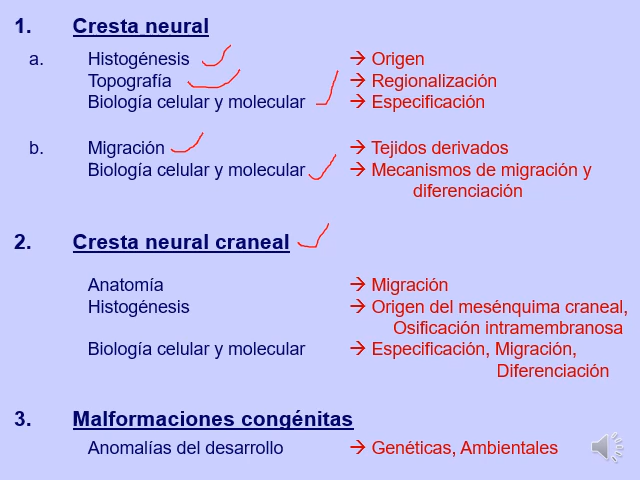 1. Cresta neural
a. Histogénesis → Origen
Topografía → Regionalización
Biología celular y molecular → Especificación
b. Migración → Tejidos derivados
Biología celular y molecular → Mecanismos de migración y
diferenciación
2. Cresta neural craneal
Anatomía → Migración
Histogénesis → Origen del mesénquima craneal,
Osificación intramembranosa
Biología celular y molecular → Especificación, Migración,
Diferenciación
3. Malformaciones congénitas
Anomalías del desarrollo → Genéticas, Ambientales